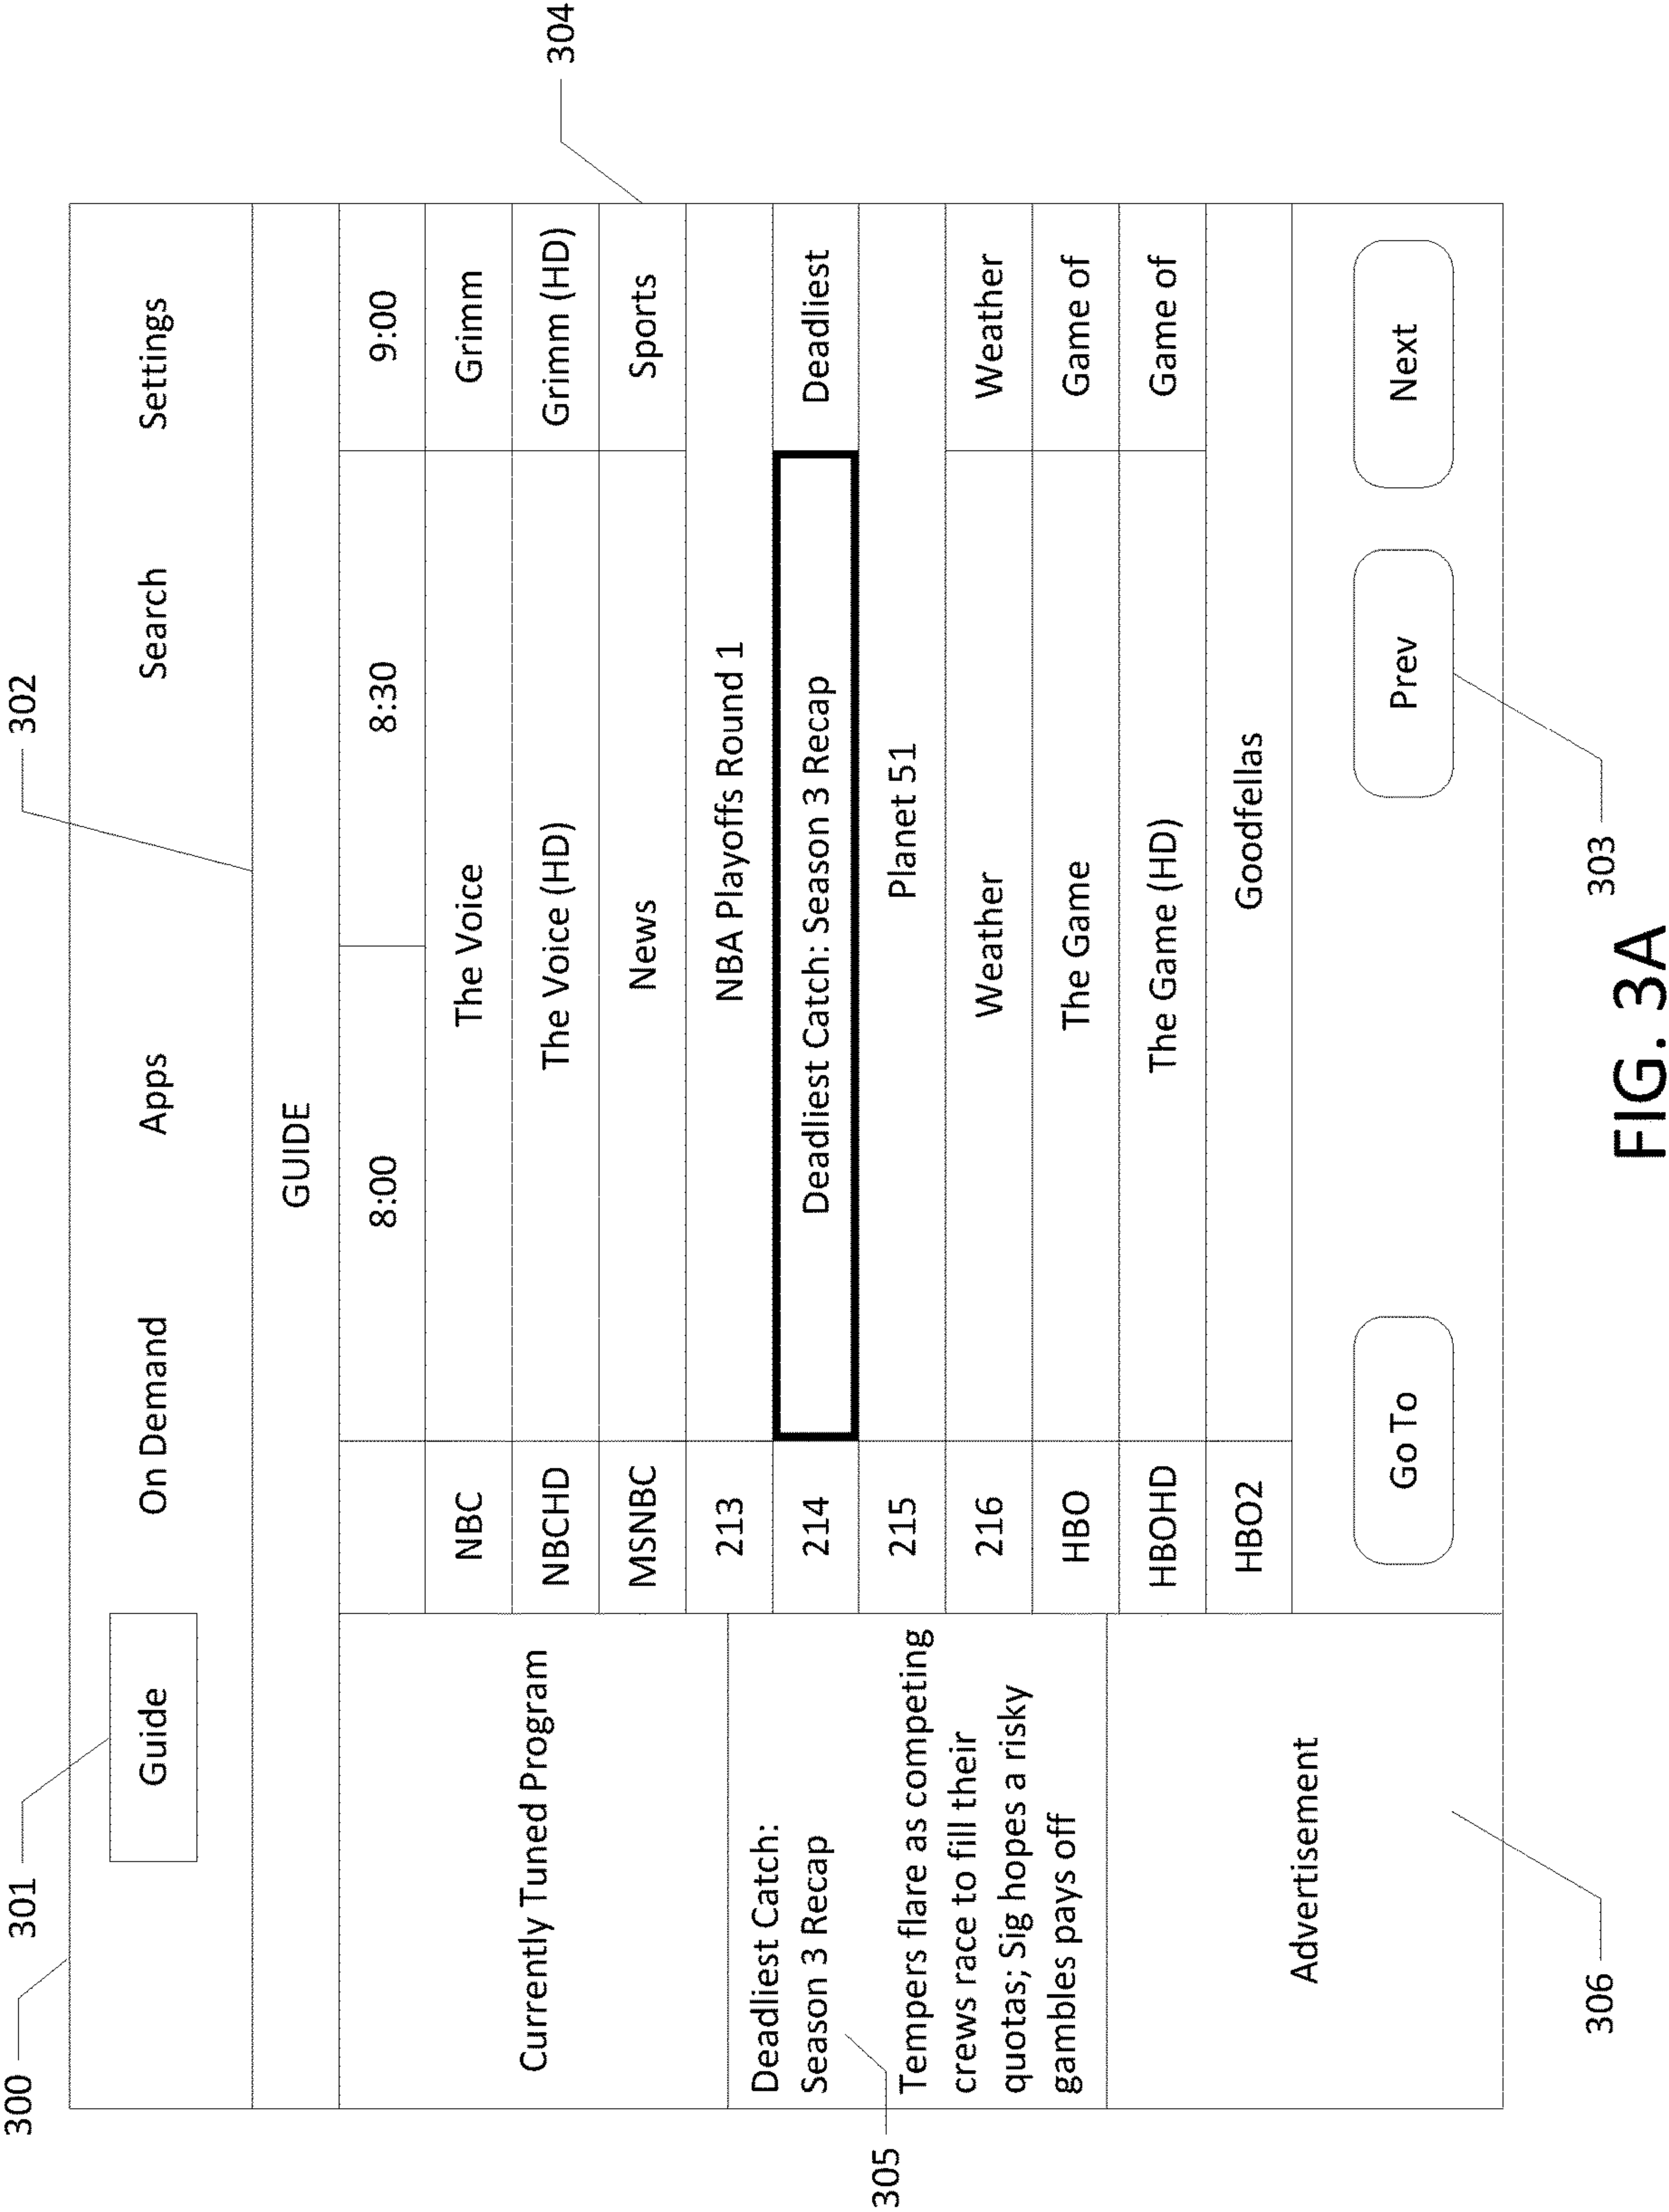 300
301
302
Guide
On Demand
Apps
Search
Settings
GUIDE
8:00
8:30
9:00
304
Currently Tuned Program
NBC
The Voice
Grimm
NBCHD
The Voice (HD)
Grimm (HD)
MSNBC
News
Sports
213
NBA Playoffs Round 1
305
Deadliest Catch:
Season 3 Recap
Tempers flare as competing
crews race to fill their
quotas; Sig hopes a risky
gambles pays off
214
Deadliest Catch: Season 3 Recap
Deadliest
215
Planet 51
216
Weather
Weather
HBO
The Game
Game of
HBOHD
The Game (HD)
Game of
HBO2
Goodfellas
Advertisement
Go To
Prev
Next
306
303
FIG. 3A